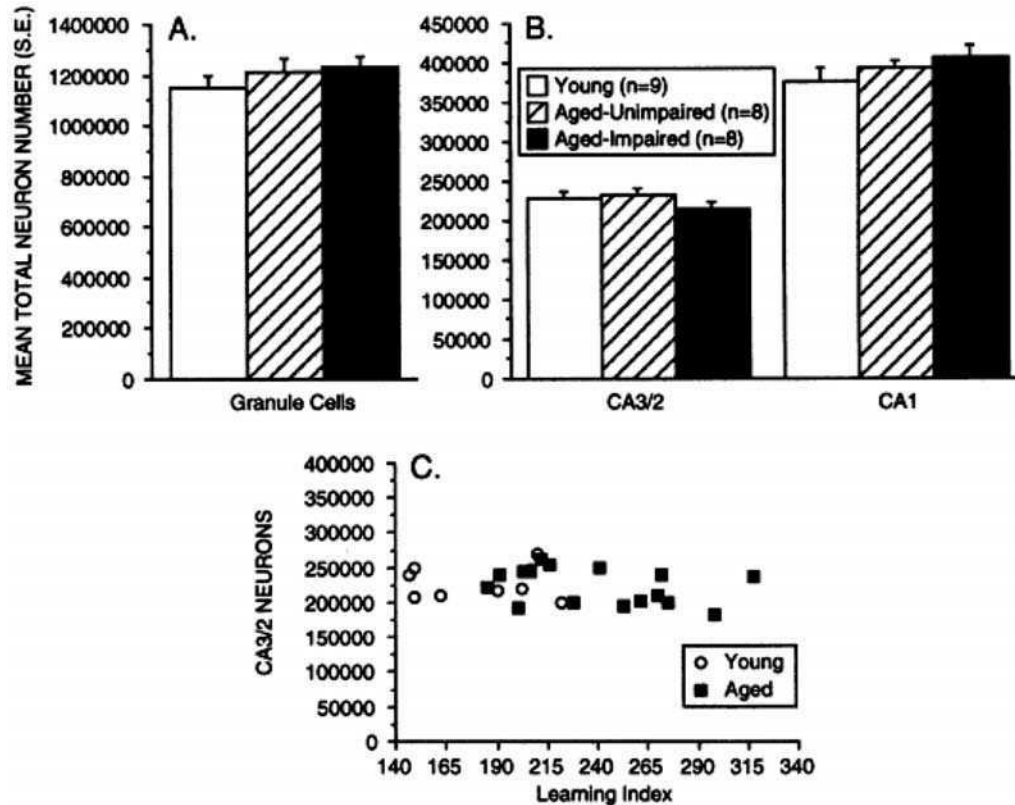 A.
MEAN TOTAL NEURON NUMBER (S.E.)
1400000
1200000
1000000
800000
600000
400000
200000
0
Granule Cells
B.
450000
400000
350000
300000
250000
200000
150000
100000
50000
0
Young (n=9)
Aged-Unimpaired (n=8)
Aged-Impaired (n=8)
CA3/2 CA1
C.
CA3/2 NEURONS
400000
350000
300000
250000
200000
150000
100000
50000
0
Young
Aged
140 165 190 215 240 265 290 315 340
Learning Index